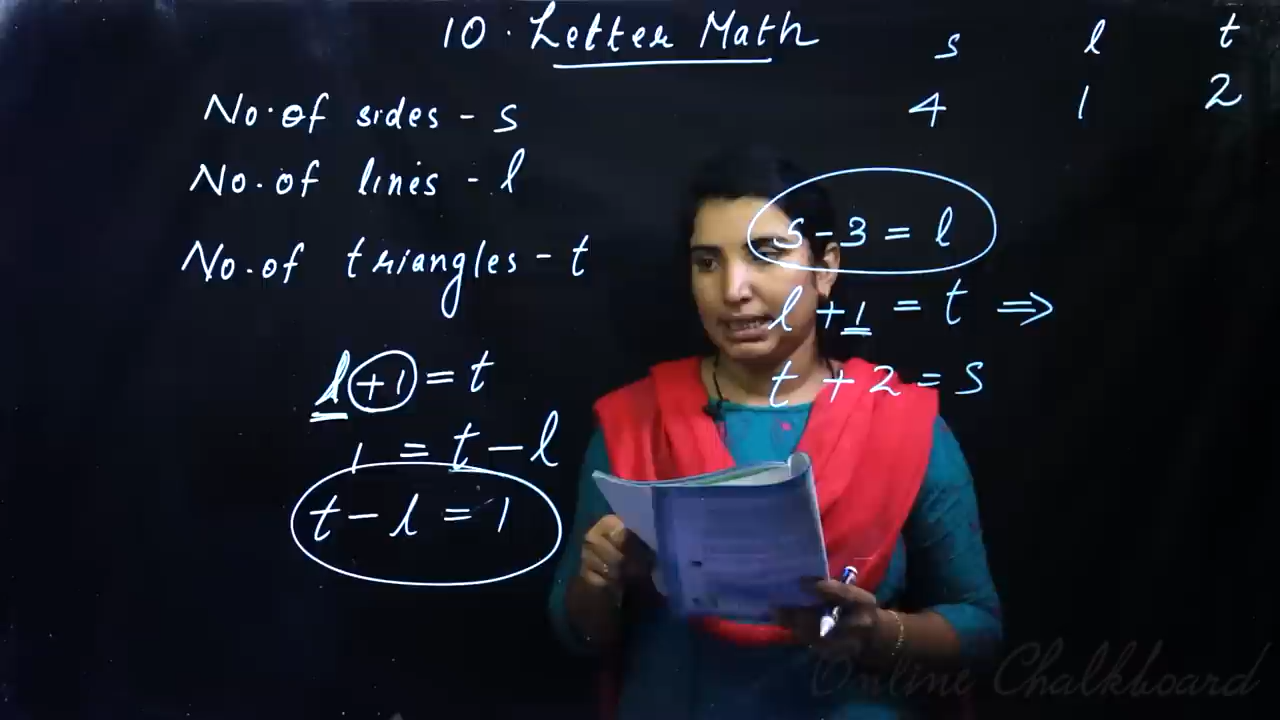 10. Letter Math
s l t
4 1 2
No. of sides - s
No. of lines - l
No. of triangles - t
s - 3 = l
l + 1 = t ⇒
t + 2 = s
l + 1 = t
1 = t - l
t - l = 1
Online Chalkboard